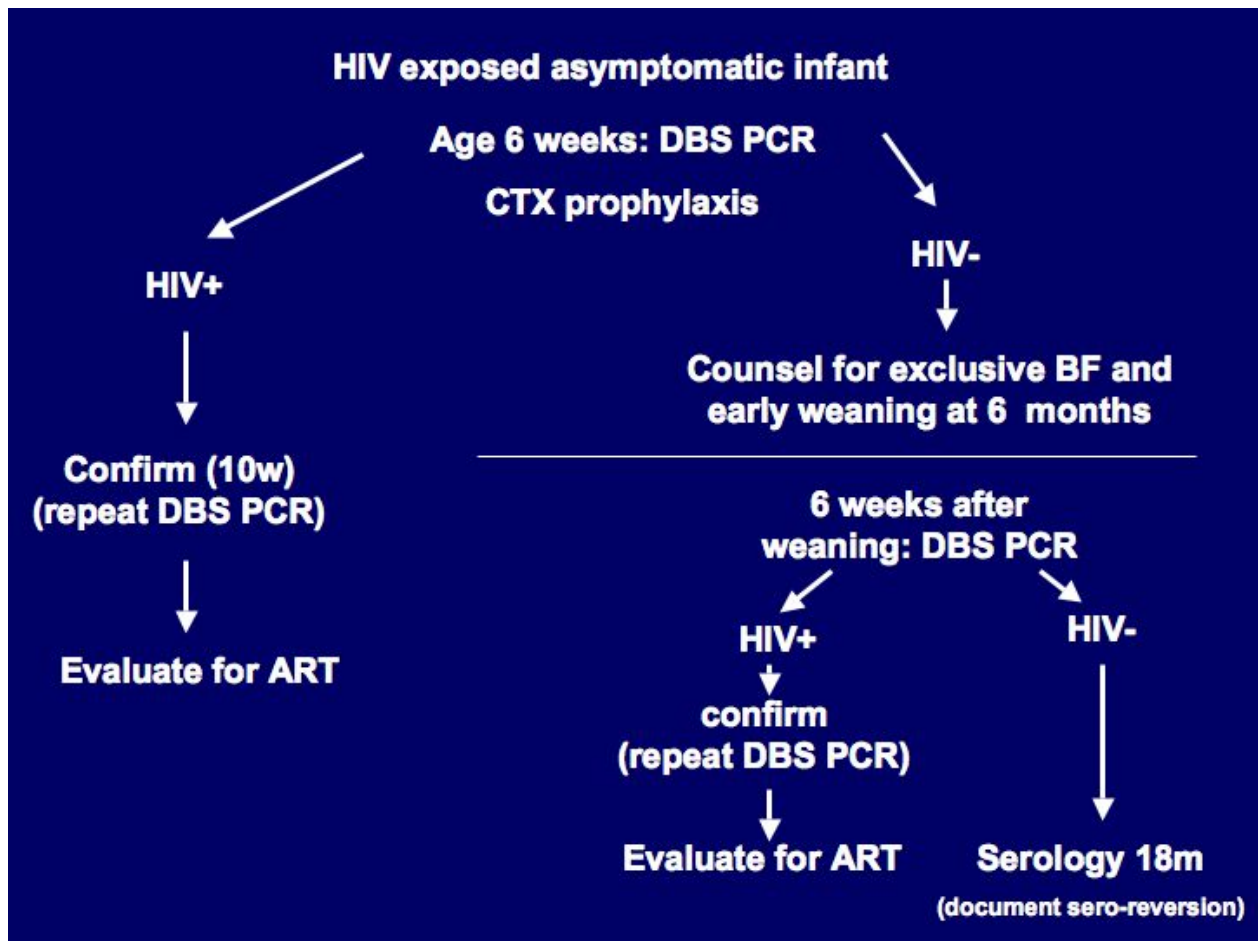 HIV exposed asymptomatic infant
Age 6 weeks: DBS PCR
CTX prophylaxis
HIV+
Confirm (10w)
(repeat DBS PCR)
Evaluate for ART
HIV-
Counsel for exclusive BF and
early weaning at 6 months
6 weeks after
weaning: DBS PCR
HIV+
confirm
(repeat DBS PCR)
Evaluate for ART
HIV-
Serology 18m
(document sero-reversion)